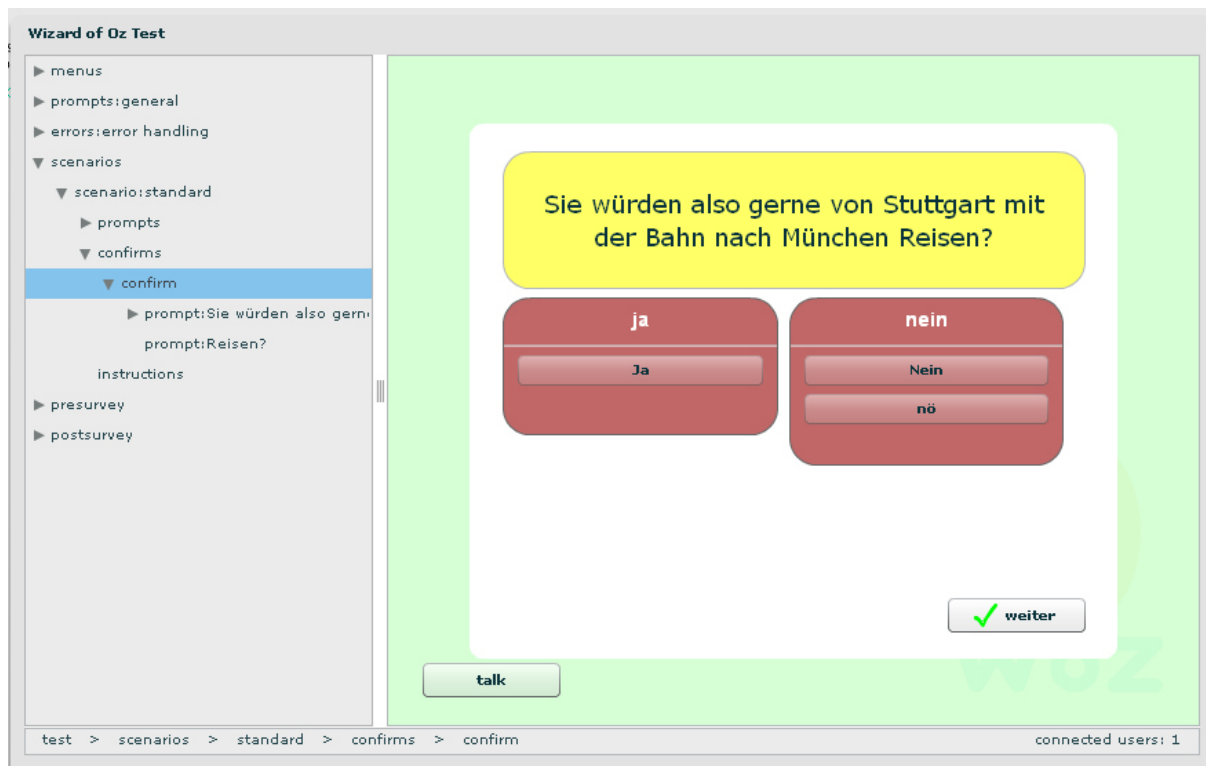 Wizard of Oz Test
menus
prompts:general
errors:error handling
scenarios
scenario:standard
prompts
confirms
confirm
prompt:Sie würden also gern
prompt:Reisen?
instructions
presurvey
postsurvey
Sie würden also gerne von Stuttgart mit
der Bahn nach München Reisen?
ja
Ja
nein
Nein
nö
weiter
talk
woz
test > scenarios > standard > confirms > confirm
connected users: 1